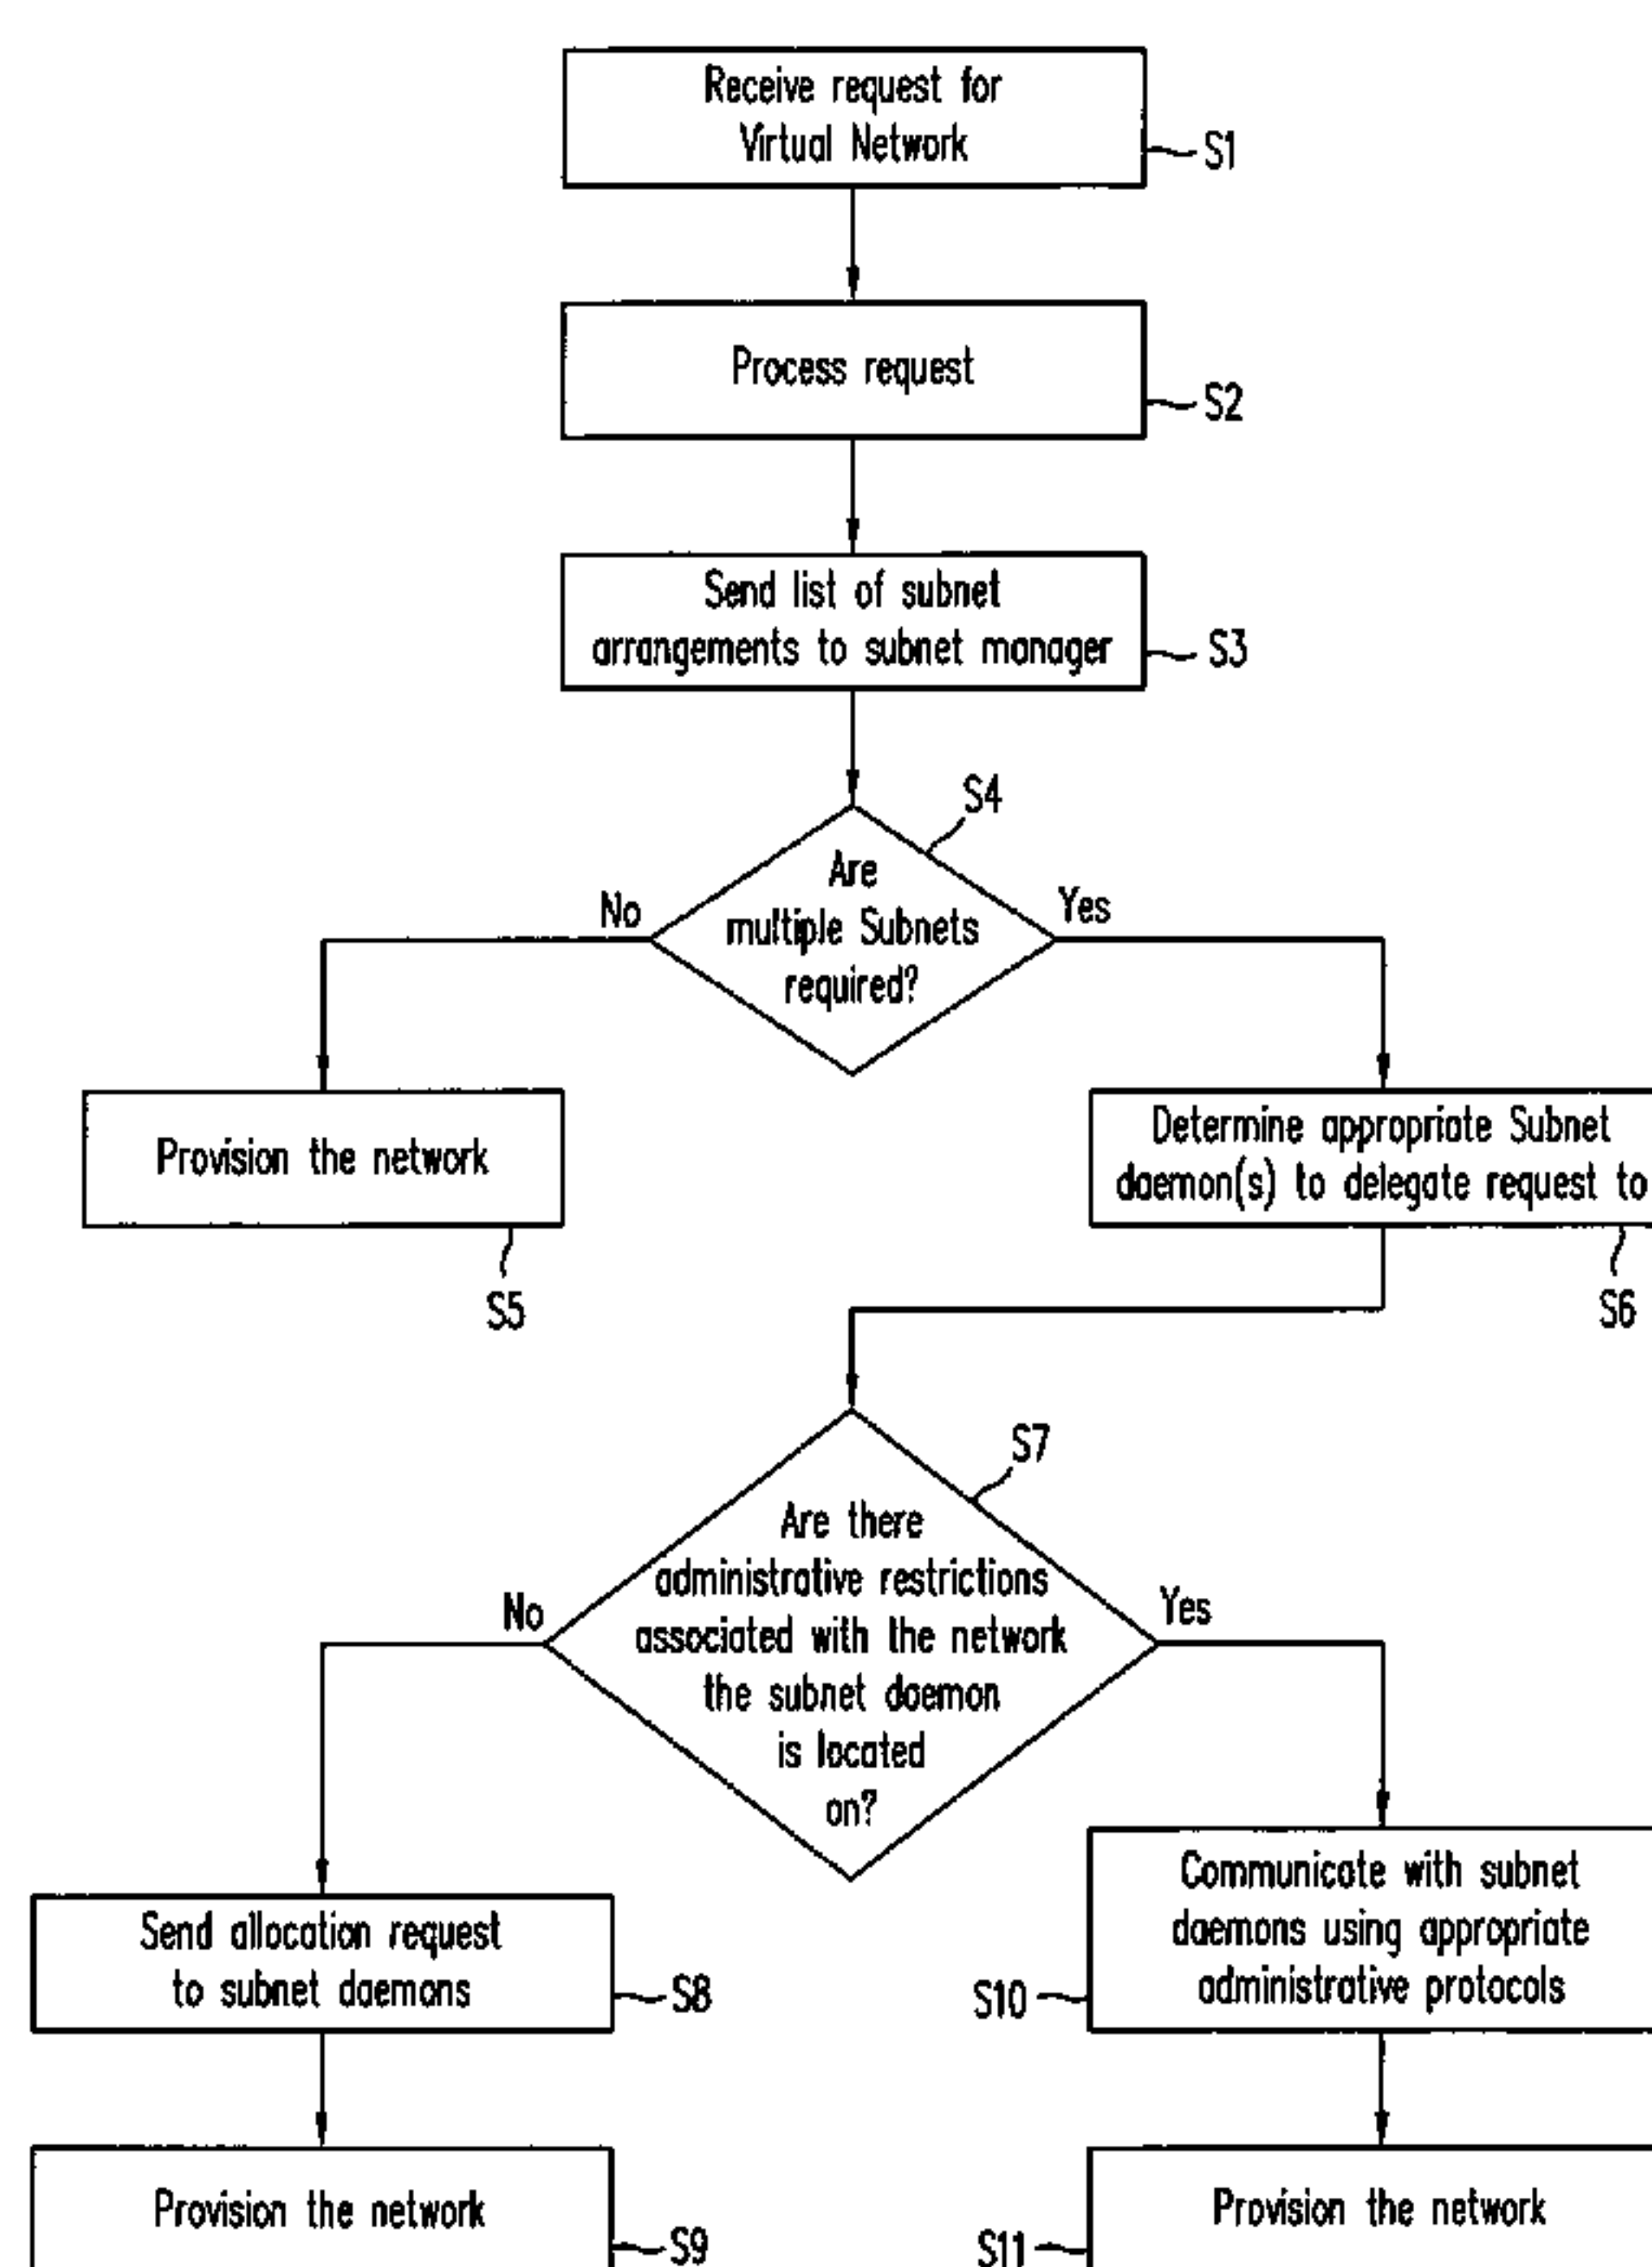 Receive request for
Virtual Network
S1
Process request
S2
Send list of subnet
arrangements to subnet manager
S3
S4
Are
multiple Subnets
required?
No
Yes
Provision the network
S5
Determine appropriate Subnet
daemon(s) to delegate request to
S6
S7
Are there
administrative restrictions
associated with the network
the subnet daemon
is located
on?
No
Yes
Send allocation request
to subnet daemons
S8
Communicate with subnet
daemons using appropriate
administrative protocols
S10
Provision the network
S9
Provision the network
S11